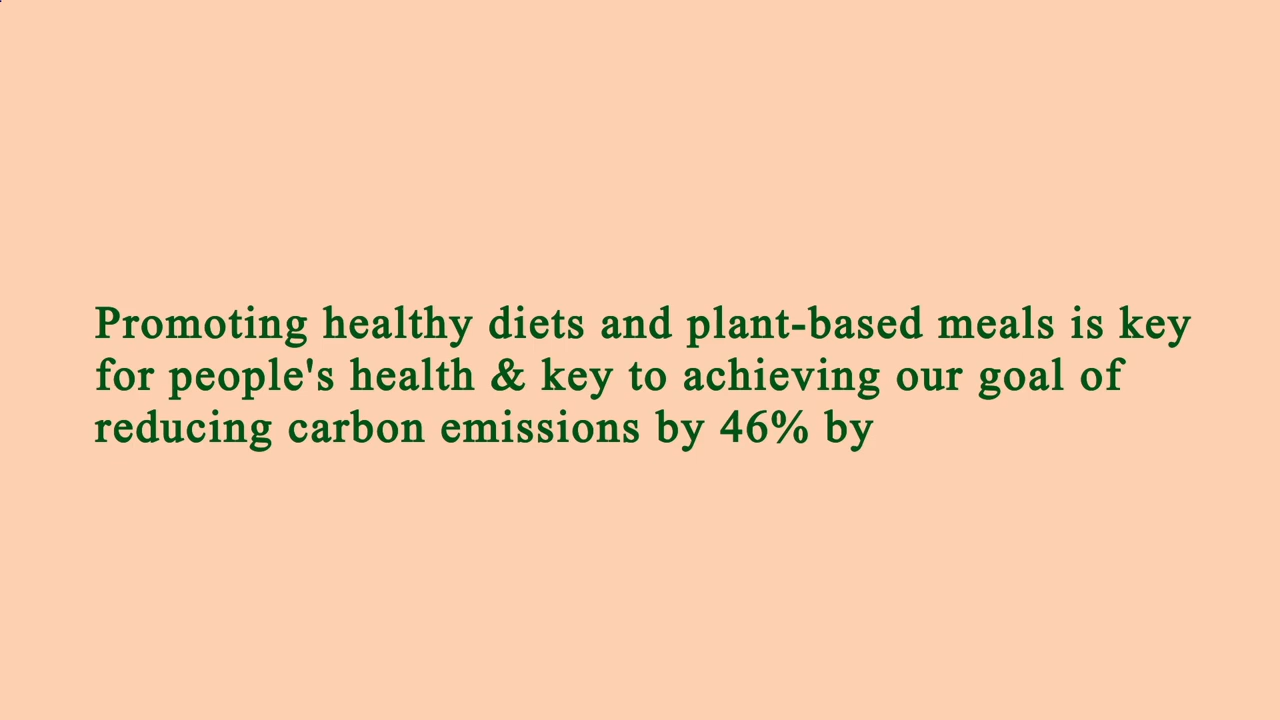 Promoting healthy diets and plant-based meals is key
for people's health & key to achieving our goal of
reducing carbon emissions by 46% by